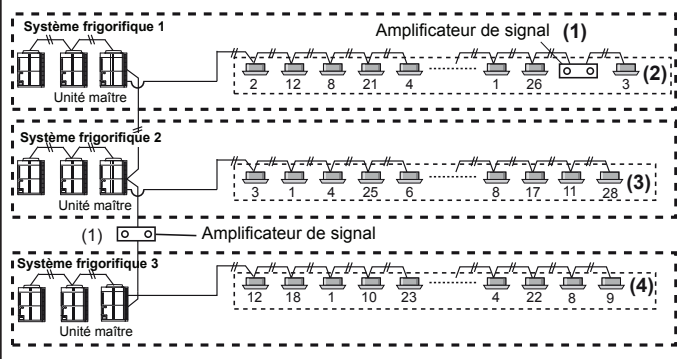 Amplificateur de signal (1)
Système frigorifique 1
(2)
Unité maître
2 12 8 21 4 1 26 3
Système frigorifique 2
(3)
Unité maître
3 1 4 25 6 8 17 11 28
(1) Amplificateur de signal
Système frigorifique 3
(4)
Unité maître
12 18 1 10 23 4 22 8 9